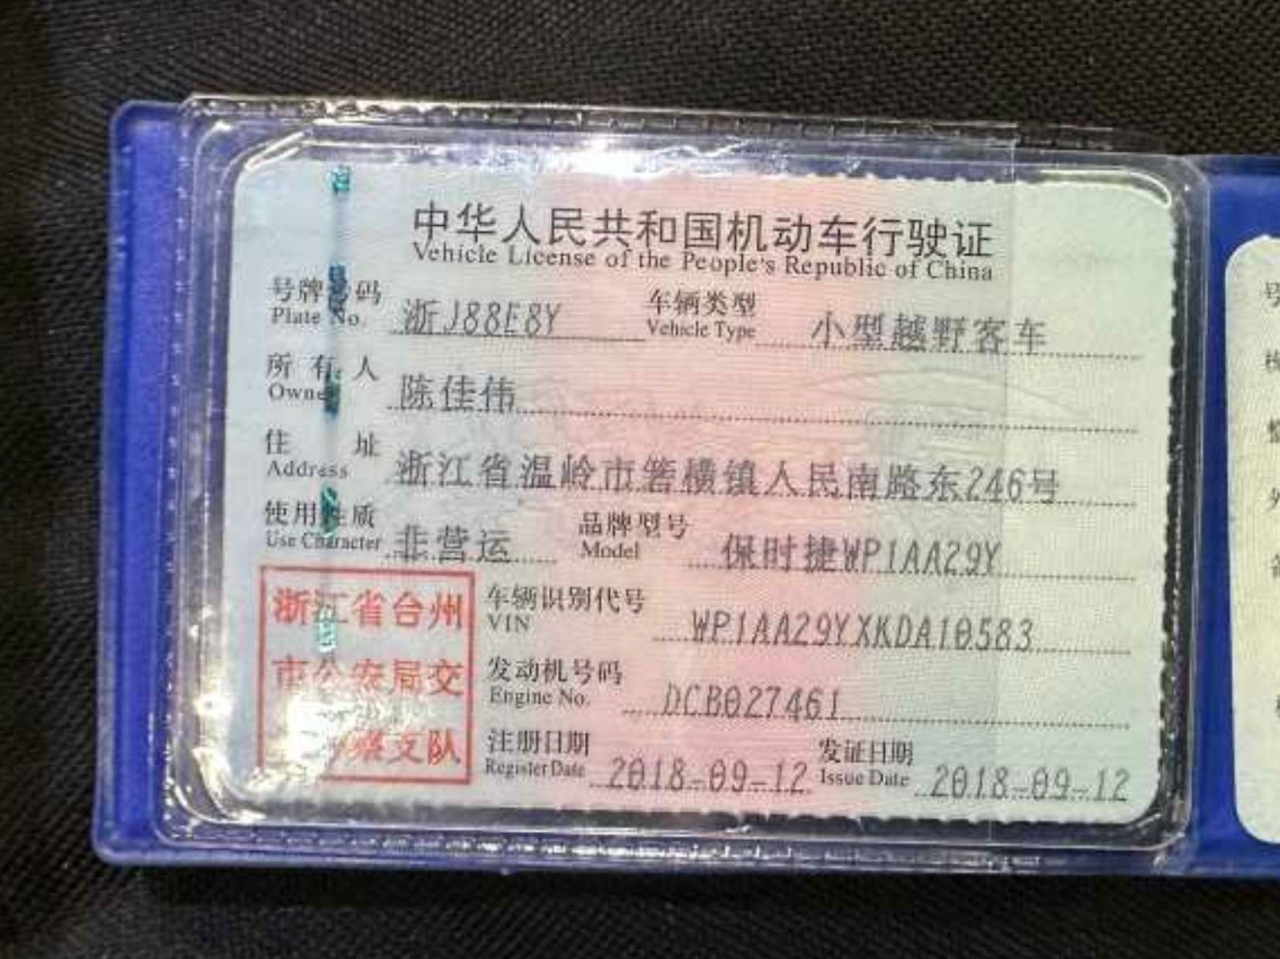 中华人民共和国机动车行驶证
Vehicle License of the People's Republic of China
号牌号码 浙J88E8Y 车辆类型 小型越野客车
Plate No. Vehicle Type
所有人 陈佳伟
Owner
住址 浙江省温岭市箬横镇人民南路东246号
Address
使用性质 非营运 品牌型号 保时捷WP1AA29Y
Use Character Model
浙江省台州
市公安局交
警察支队
车辆识别代号 WP1AA29YXKDA10583
VIN
发动机号码 DCB027461
Engine No.
注册日期 2018-09-12 发证日期 2018-09-12
Register Date Issue Date
号